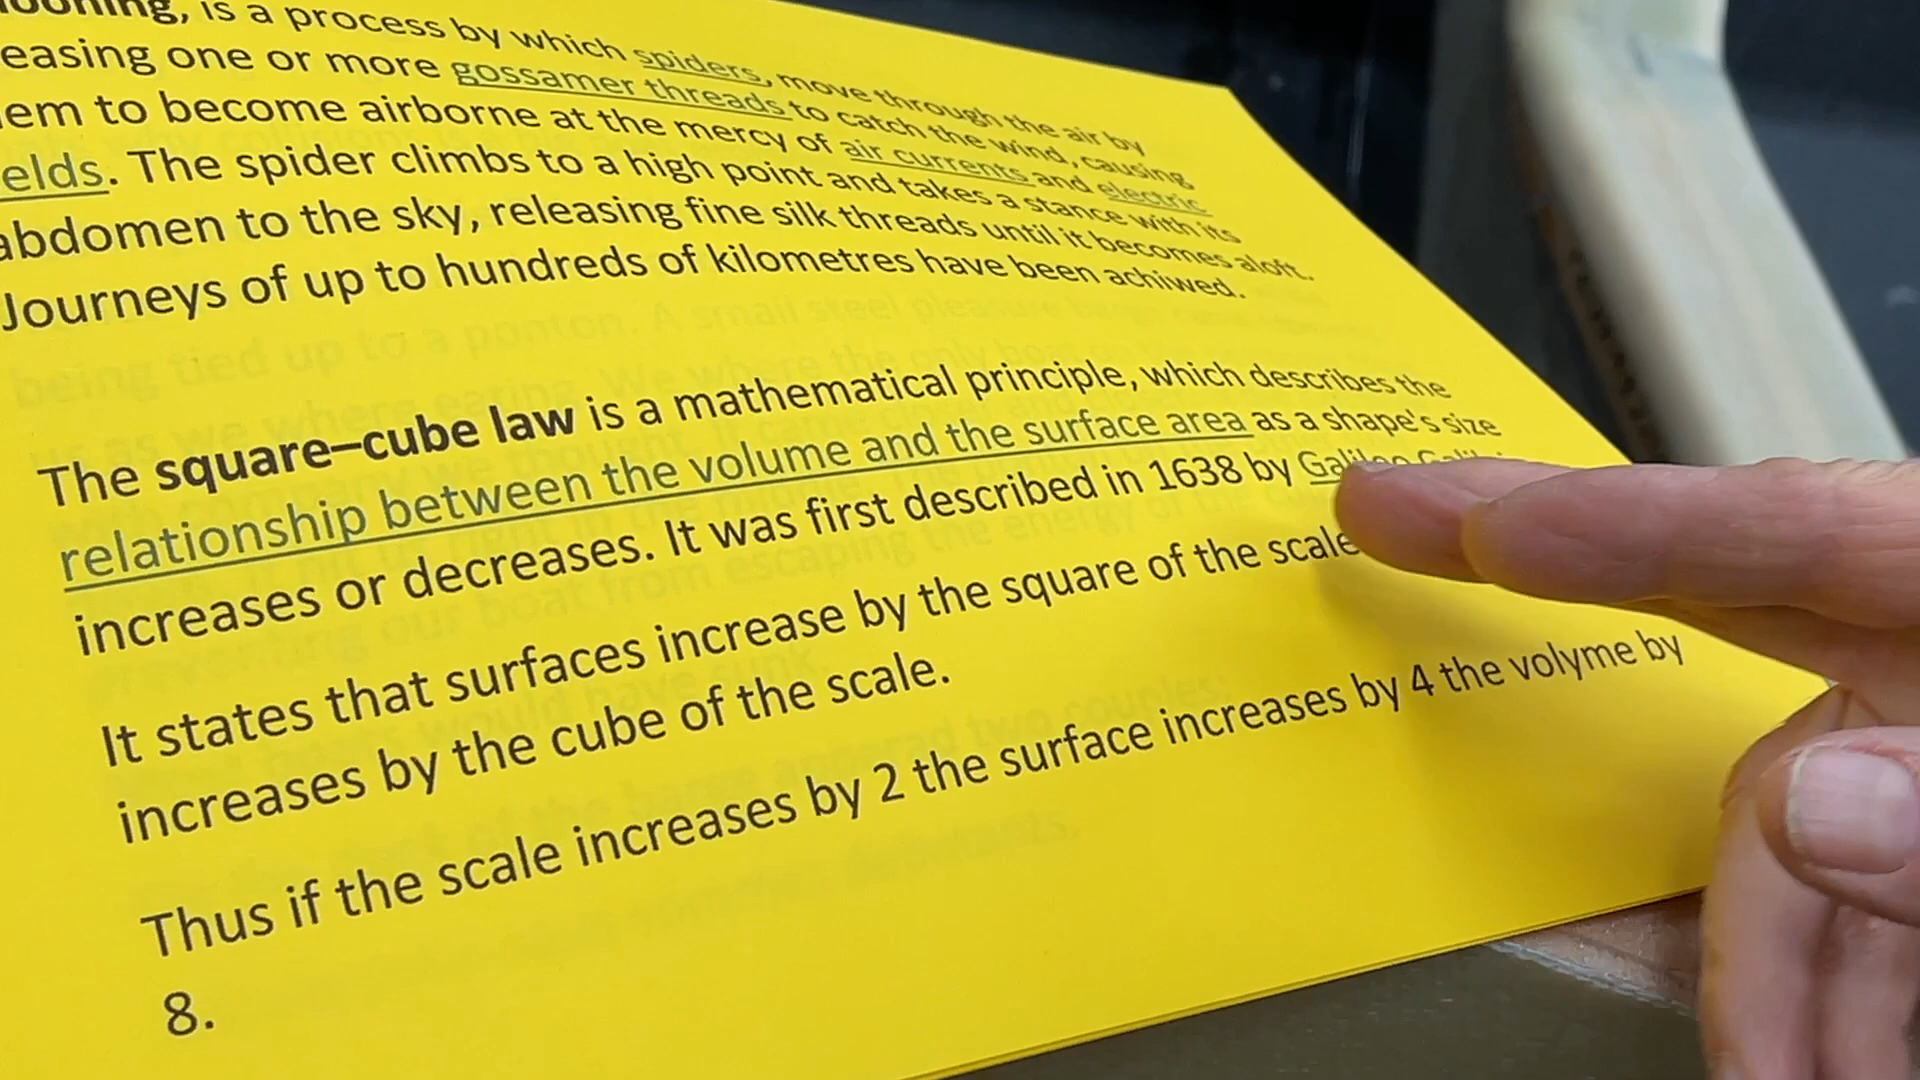 is a process by which spiders, move through the air by
easing one or more gossamer threads to catch the wind, causing
em to become airborne at the mercy of air currents and electric
elds. The spider climbs to a high point and takes a stance with its
abdomen to the sky, releasing fine silk threads until it becomes aloft.
Journeys of up to hundreds of kilometres have been achiwed.
The square–cube law is a mathematical principle, which describes the
relationship between the volume and the surface area as a shape's size
increases or decreases. It was first described in 1638 by Galileo
It states that surfaces increase by the square of the scale
increases by the cube of the scale.
Thus if the scale increases by 2 the surface increases by 4 the volyme by
8.